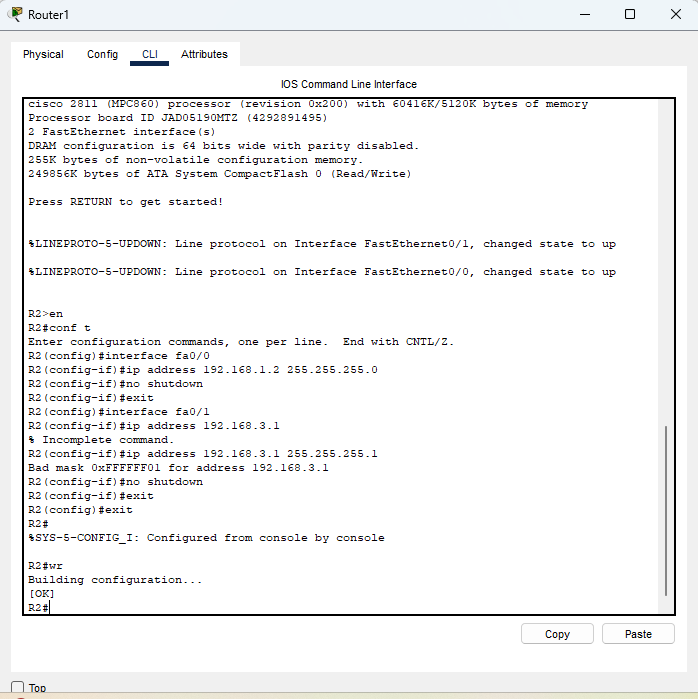 Router1
Physical Config CLI Attributes
IOS Command Line Interface
cisco 2811 (MPC860) processor (revision 0x200) with 60416K/5120K bytes of memory
Processor board ID JAD05190MTZ (4292891495)
2 FastEthernet interface(s)
DRAM configuration is 64 bits wide with parity disabled.
255K bytes of non-volatile configuration memory.
249856K bytes of ATA System CompactFlash 0 (Read/Write)
Press RETURN to get started!
%LINEPROTO-5-UPDOWN: Line protocol on Interface FastEthernet0/1, changed state to up
%LINEPROTO-5-UPDOWN: Line protocol on Interface FastEthernet0/0, changed state to up
R2>en
R2#conf t
Enter configuration commands, one per line.  End with CNTL/Z.
R2(config)#interface fa0/0
R2(config-if)#ip address 192.168.1.2 255.255.255.0
R2(config-if)#no shutdown
R2(config-if)#exit
R2(config)#interface fa0/1
R2(config-if)#ip address 192.168.3.1
% Incomplete command.
R2(config-if)#ip address 192.168.3.1 255.255.255.1
Bad mask 0xFFFFFF01 for address 192.168.3.1
R2(config-if)#no shutdown
R2(config-if)#exit
R2(config)#exit
R2#
%SYS-5-CONFIG_I: Configured from console by console
R2#wr
Building configuration...
[OK]
R2#
Copy Paste
Top